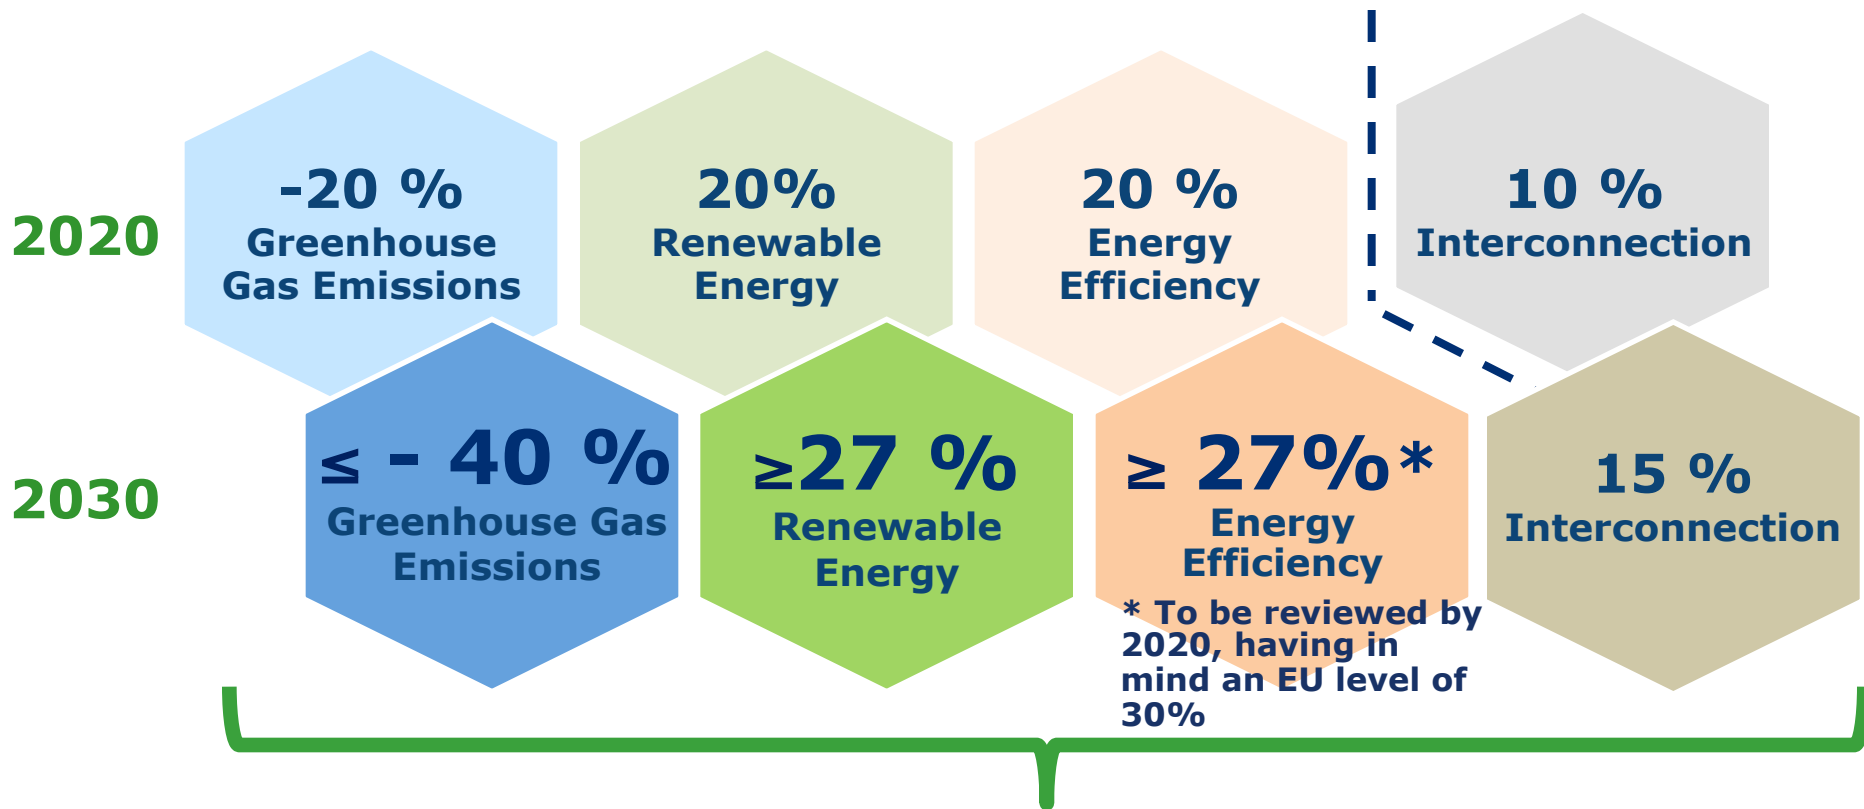 2020
-20 %
Greenhouse
Gas Emissions
20%
Renewable
Energy
20 %
Energy
Efficiency
10 %
Interconnection
2030
≤ - 40 %
Greenhouse Gas
Emissions
≥27 %
Renewable
Energy
≥ 27%*
Energy
Efficiency
* To be reviewed by
2020, having in
mind an EU level of
30%
15 %
Interconnection